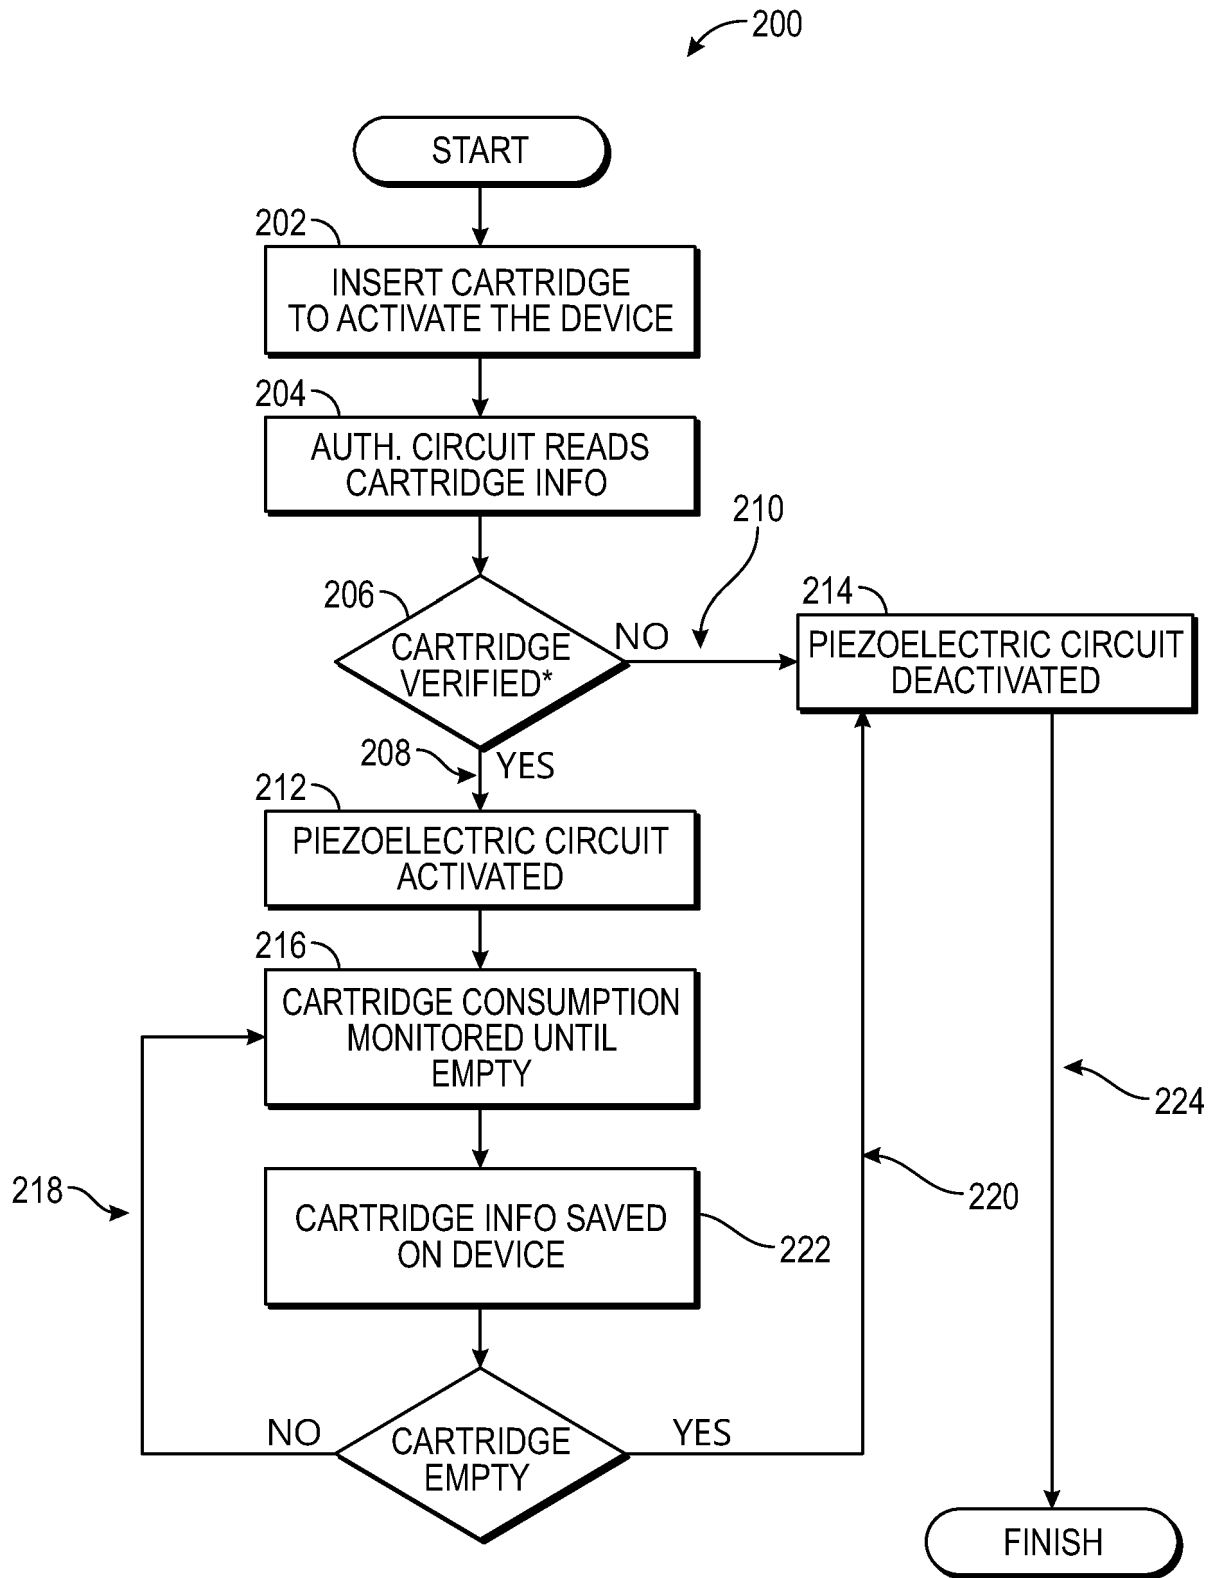 200
START
202
INSERT CARTRIDGE
TO ACTIVATE THE DEVICE
204
AUTH. CIRCUIT READS
CARTRIDGE INFO
210
206
CARTRIDGE
VERIFIED*
NO
214
PIEZOELECTRIC CIRCUIT
DEACTIVATED
208
YES
212
PIEZOELECTRIC CIRCUIT
ACTIVATED
216
CARTRIDGE CONSUMPTION
MONITORED UNTIL
EMPTY
224
218
220
CARTRIDGE INFO SAVED
ON DEVICE
222
NO
CARTRIDGE
EMPTY
YES
FINISH